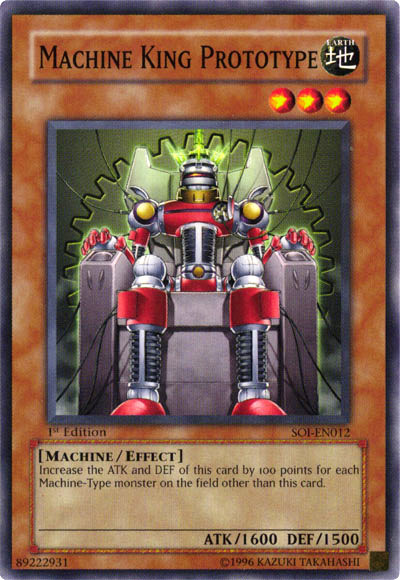 MACHINE KING PROTOTYPE
EARTH
地
1st Edition
SOI-EN012
[MACHINE/EFFECT]
Increase the ATK and DEF of this card by 100 points for each
Machine-Type monster on the field other than this card.
ATK/1600 DEF/1500
89222931
©1996 KAZUKI TAKAHASHI